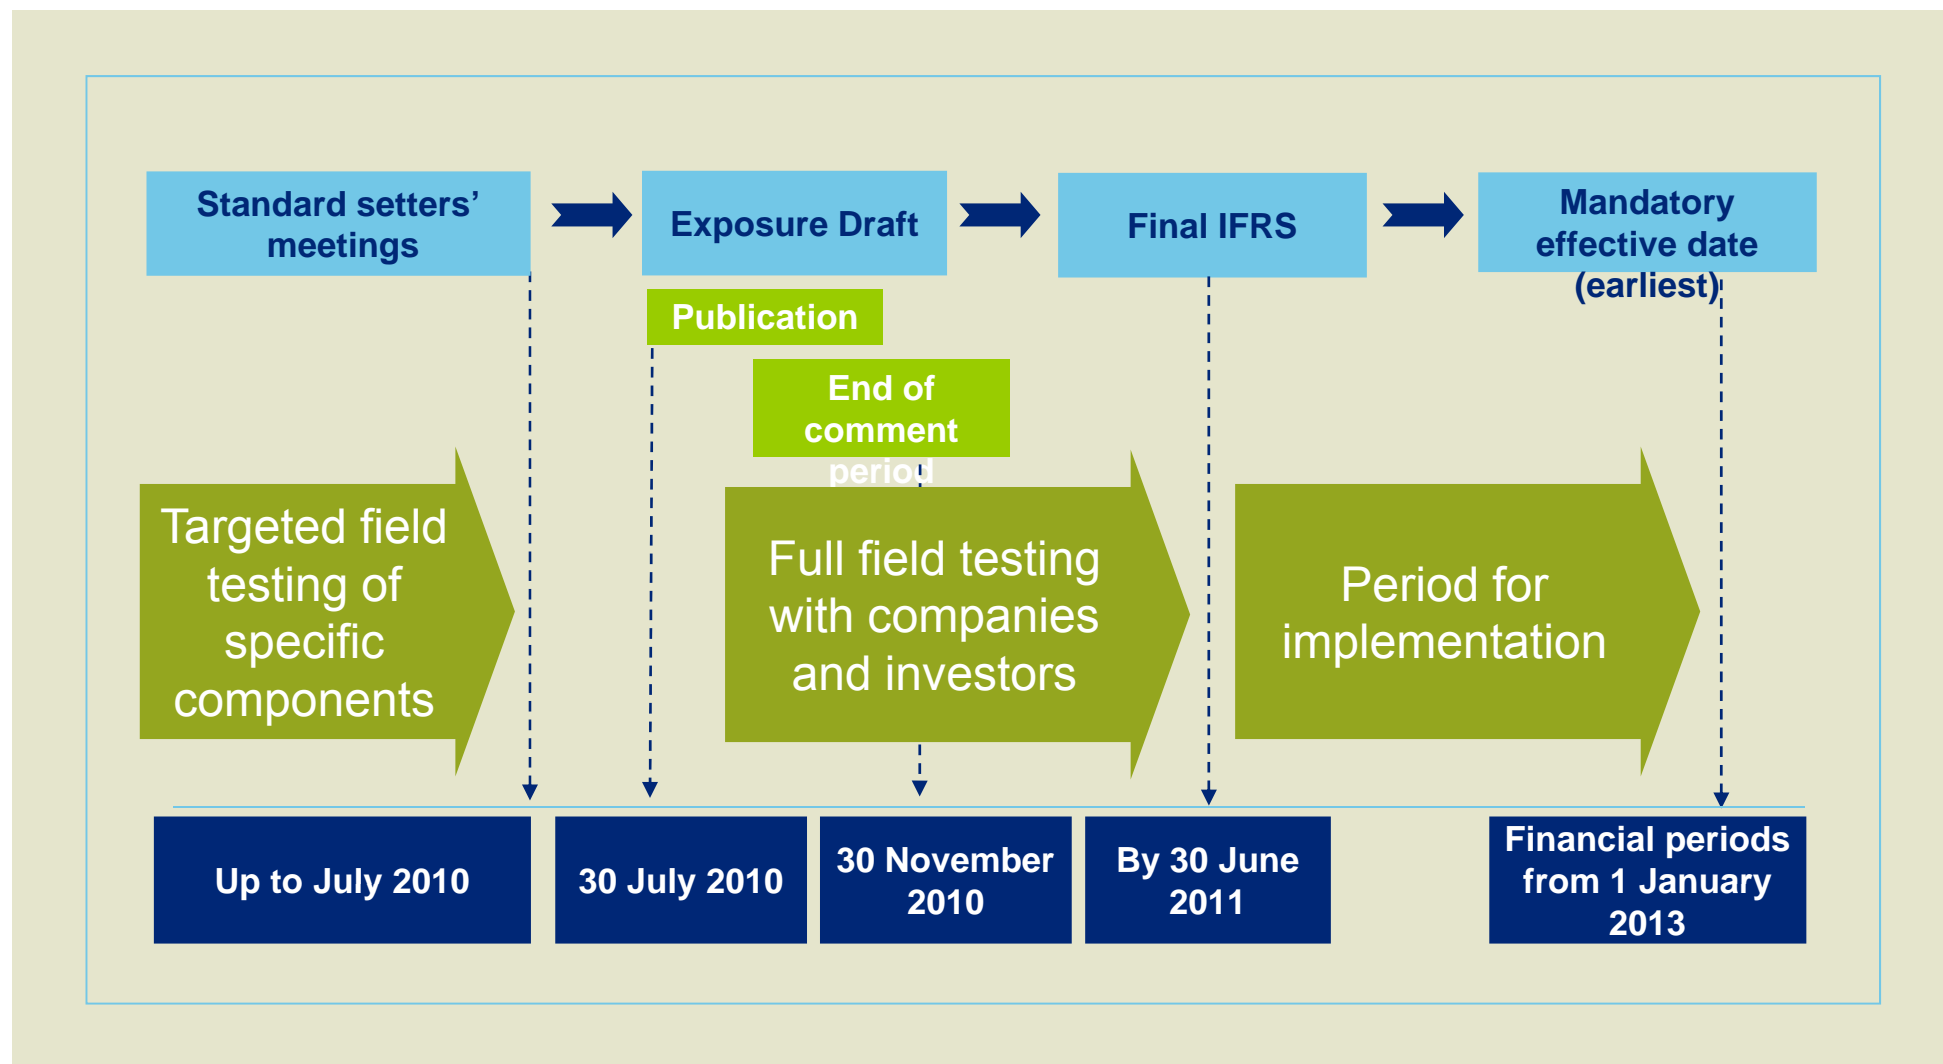 Standard setters’
meetings
Exposure Draft
Final IFRS
Mandatory
effective date
(earliest)
Publication
End of
comment
period
Targeted field
testing of
specific
components
Full field testing
with companies
and investors
Period for
implementation
Up to July 2010
30 July 2010
30 November
2010
By 30 June
2011
Financial periods
from 1 January
2013